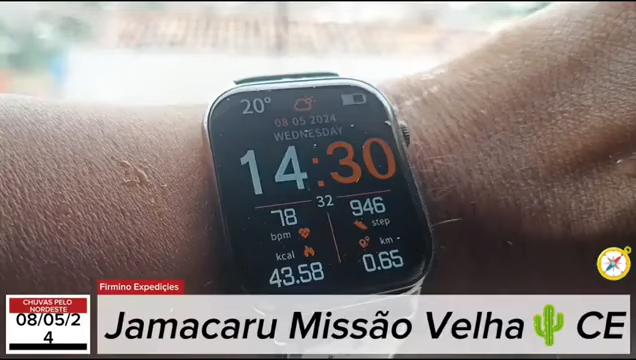 20°
08 05 2024
WEDNESDAY
14:30
32
78
bpm
946
step
kcal
43.58
km
0.65
Firmino Expedições
CHUVAS PELO
NORDESTE
08/05/2
4
Jamacaru Missão Velha🌵 CE